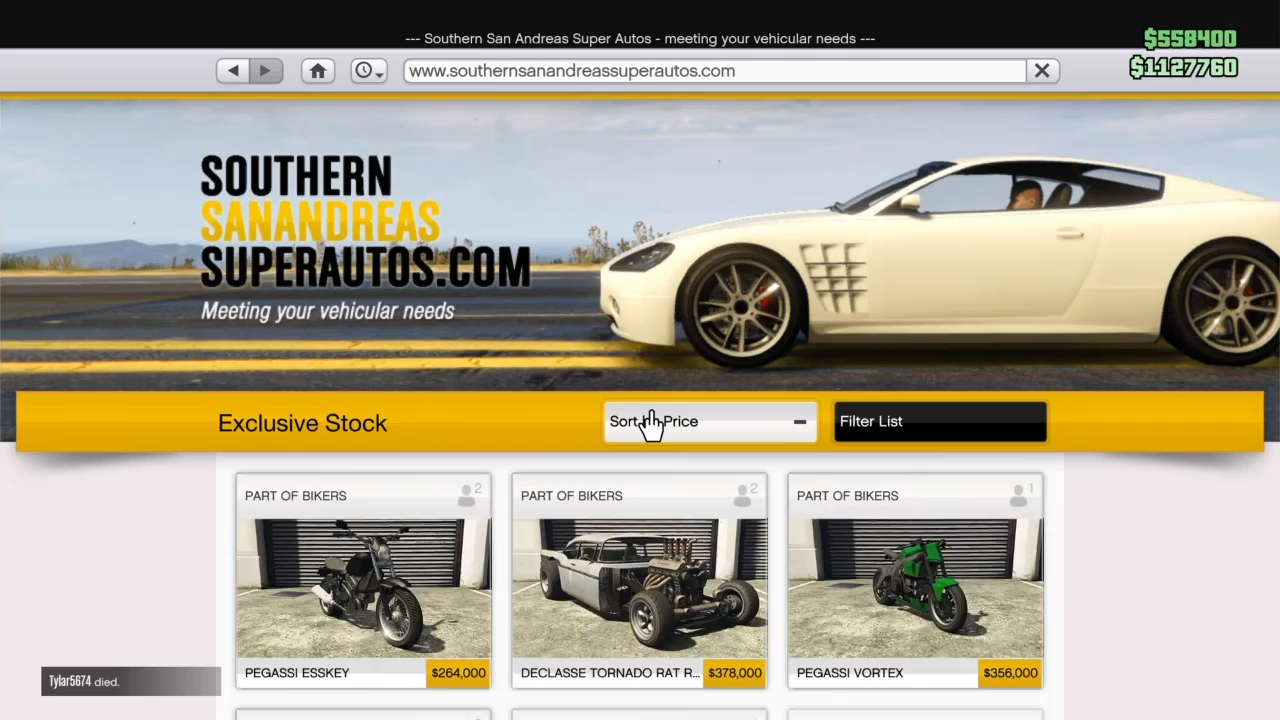 --- Southern San Andreas Super Autos - meeting your vehicular needs ---
$558400
$1127760
www.southernsanandreassuperautos.com
SOUTHERN
SANANDREAS
SUPERAUTOS.COM
Meeting your vehicular needs
Exclusive Stock
Sort by Price
Filter List
PART OF BIKERS
2
PART OF BIKERS
2
PART OF BIKERS
1
PEGASSI ESSKEY
$264,000
DECLASSE TORNADO RAT R...
$378,000
PEGASSI VORTEX
$356,000
Tylar5674 died.